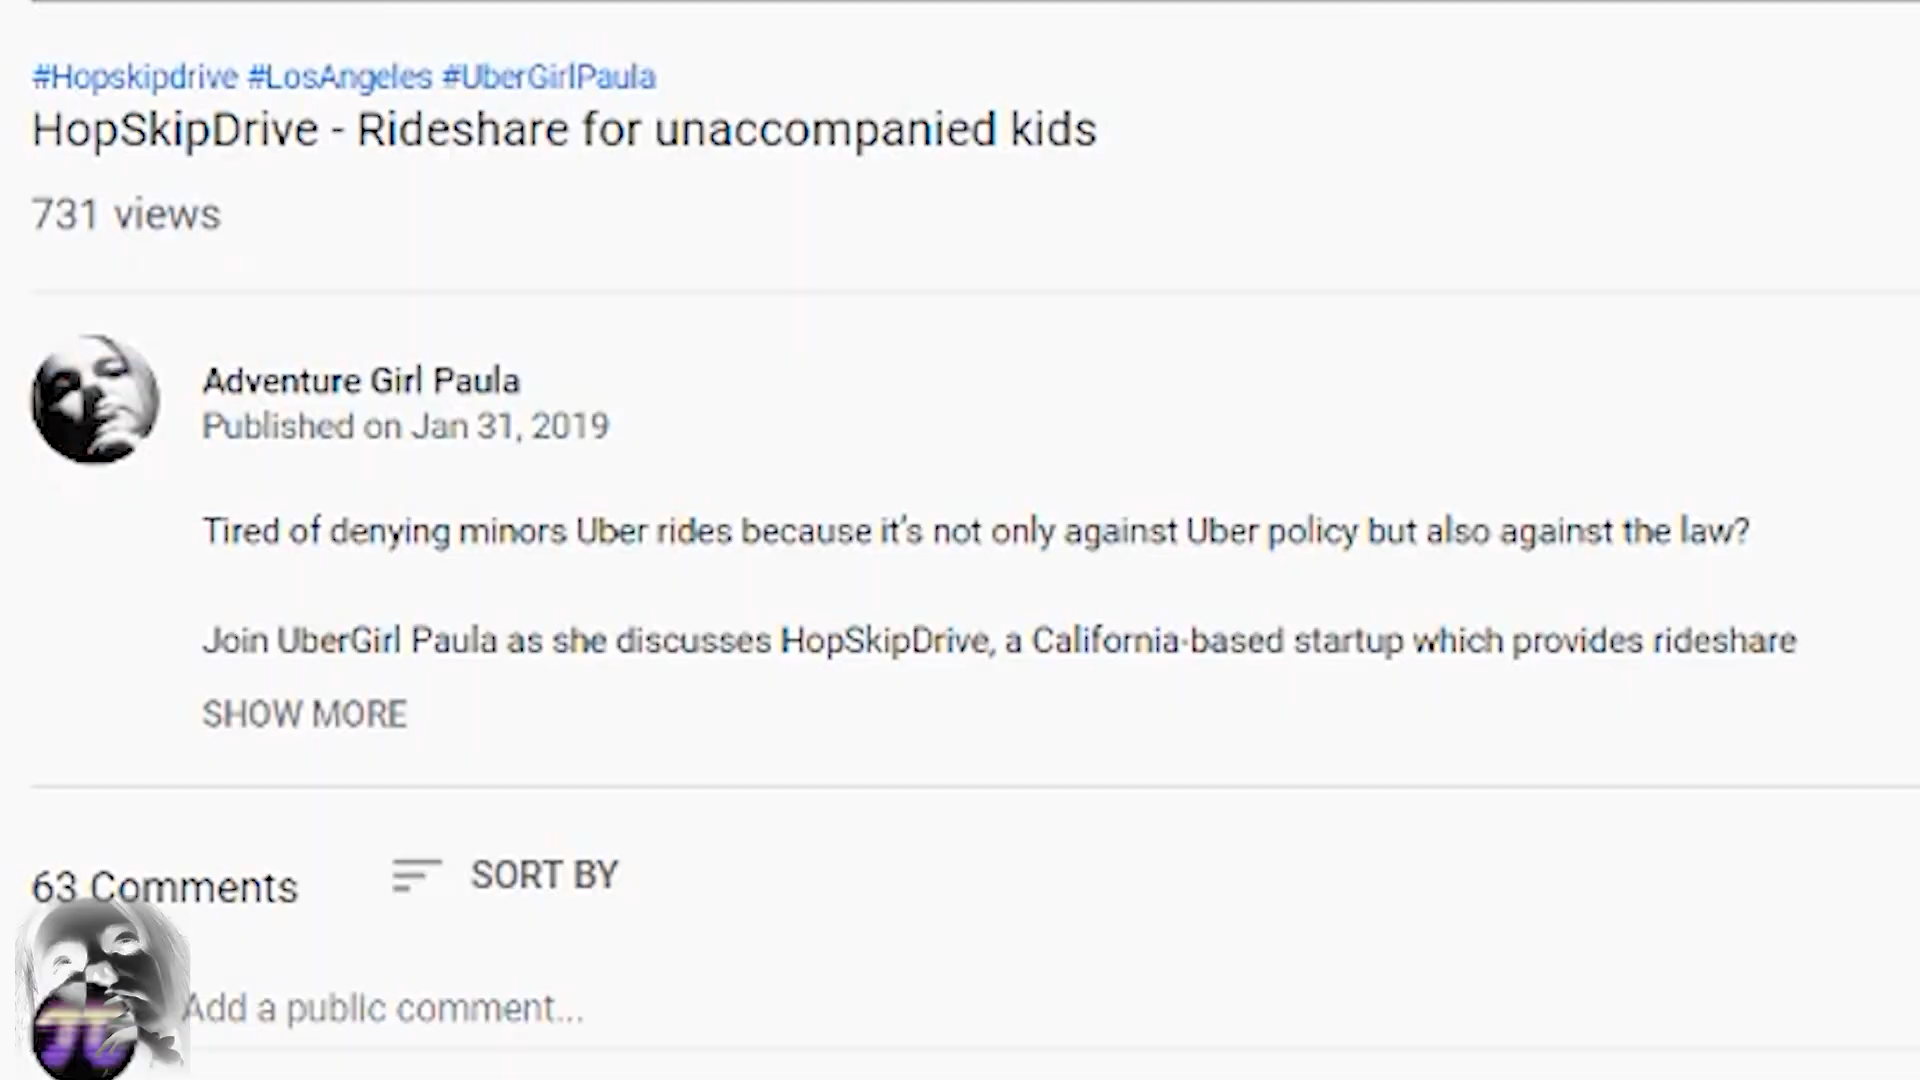 #Hopskipdrive #LosAngeles #UberGirlPaula
HopSkipDrive - Rideshare for unaccompanied kids
731 views
Adventure Girl Paula
Published on Jan 31, 2019
Tired of denying minors Uber rides because it's not only against Uber policy but also against the law?
Join UberGirl Paula as she discusses HopSkipDrive, a California-based startup which provides rideshare
SHOW MORE
63 Comments
SORT BY
Add a public comment...